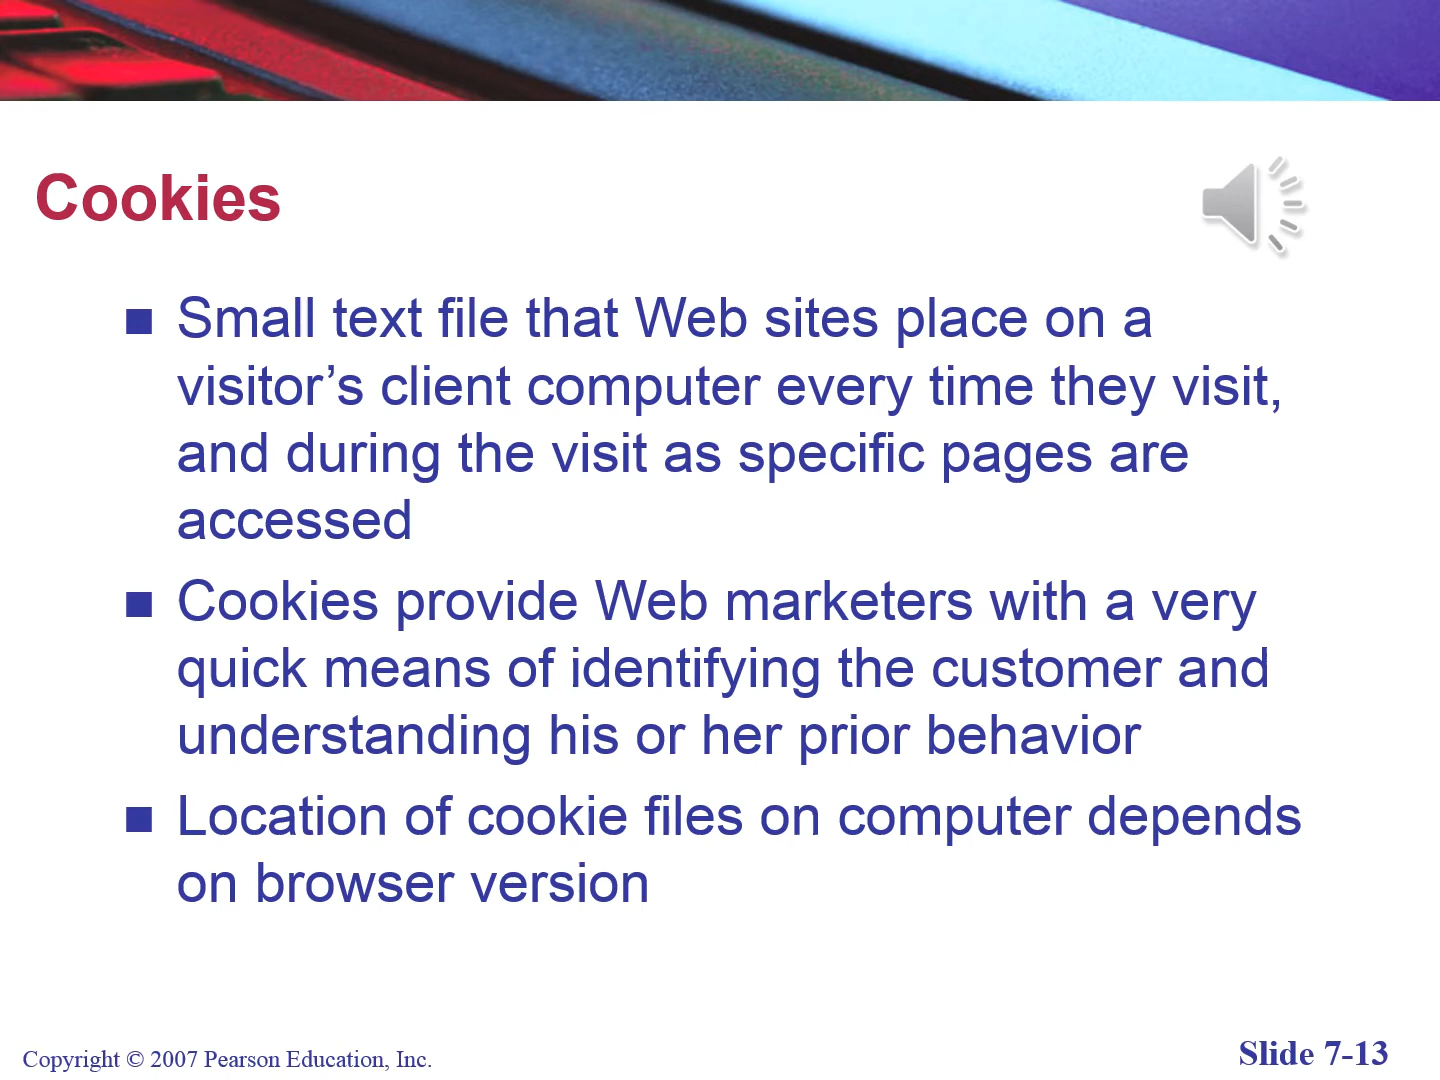 Cookies
■ Small text file that Web sites place on a
visitor’s client computer every time they visit,
and during the visit as specific pages are
accessed
■ Cookies provide Web marketers with a very
quick means of identifying the customer and
understanding his or her prior behavior
■ Location of cookie files on computer depends
on browser version
Copyright © 2007 Pearson Education, Inc.
Slide 7-13